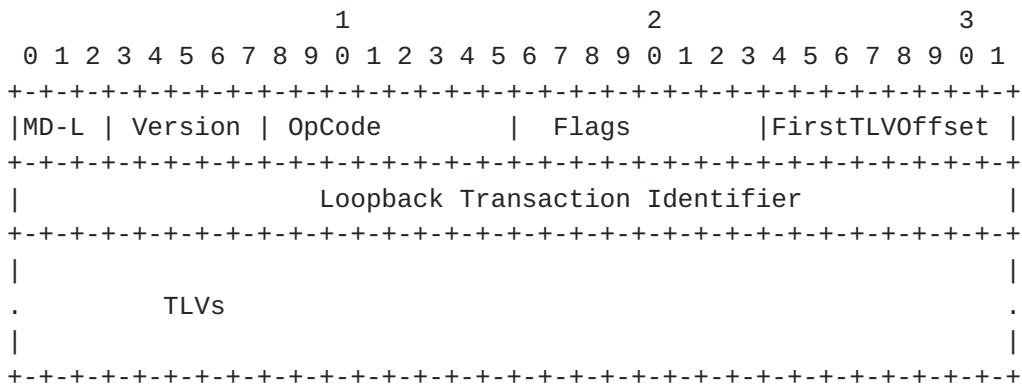 1                   2                   3
 0 1 2 3 4 5 6 7 8 9 0 1 2 3 4 5 6 7 8 9 0 1 2 3 4 5 6 7 8 9 0 1
+-+-+-+-+-+-+-+-+-+-+-+-+-+-+-+-+-+-+-+-+-+-+-+-+-+-+-+-+-+-+-+-+
|MD-L | Version | OpCode        |  Flags        |FirstTLVOffset |
+-+-+-+-+-+-+-+-+-+-+-+-+-+-+-+-+-+-+-+-+-+-+-+-+-+-+-+-+-+-+-+-+
|                   Loopback Transaction Identifier             |
+-+-+-+-+-+-+-+-+-+-+-+-+-+-+-+-+-+-+-+-+-+-+-+-+-+-+-+-+-+-+-+-+
|                                                               |
.         TLVs                                                  .
|                                                               |
+-+-+-+-+-+-+-+-+-+-+-+-+-+-+-+-+-+-+-+-+-+-+-+-+-+-+-+-+-+-+-+-+